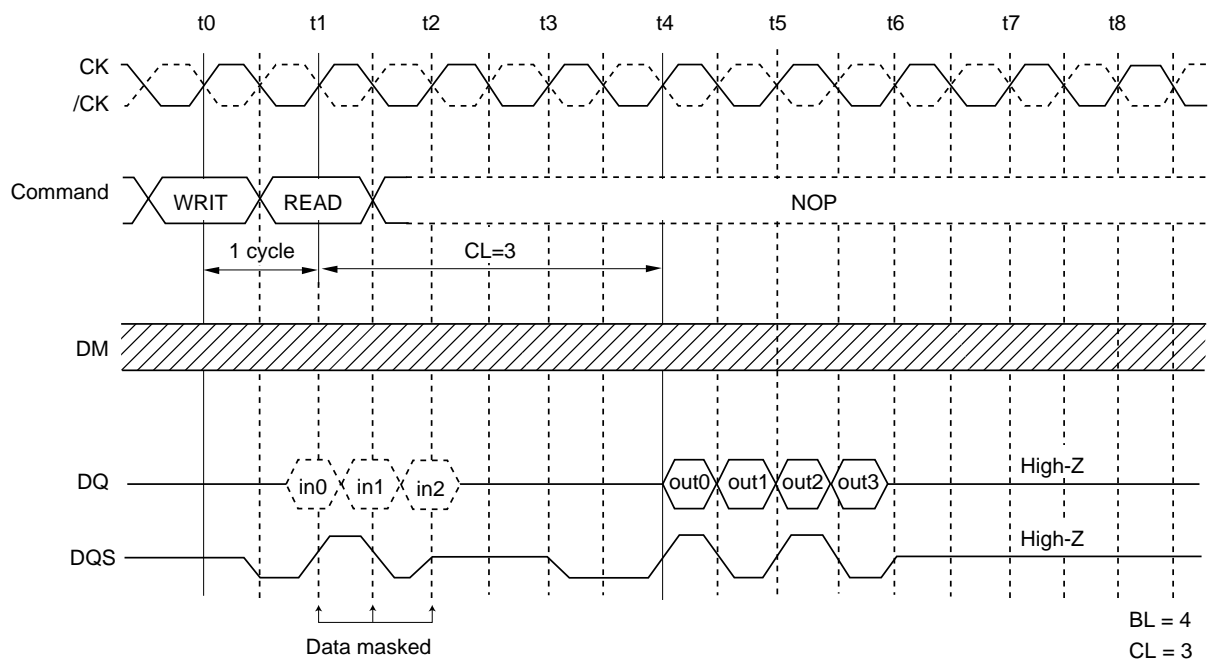 t0 t1 t2 t3 t4 t5 t6 t7 t8
CK
/CK
Command WRIT READ NOP
1 cycle CL=3
DM
DQ in0 in1 in2 out0 out1 out2 out3 High-Z
DQS High-Z
Data masked
BL = 4
CL = 3